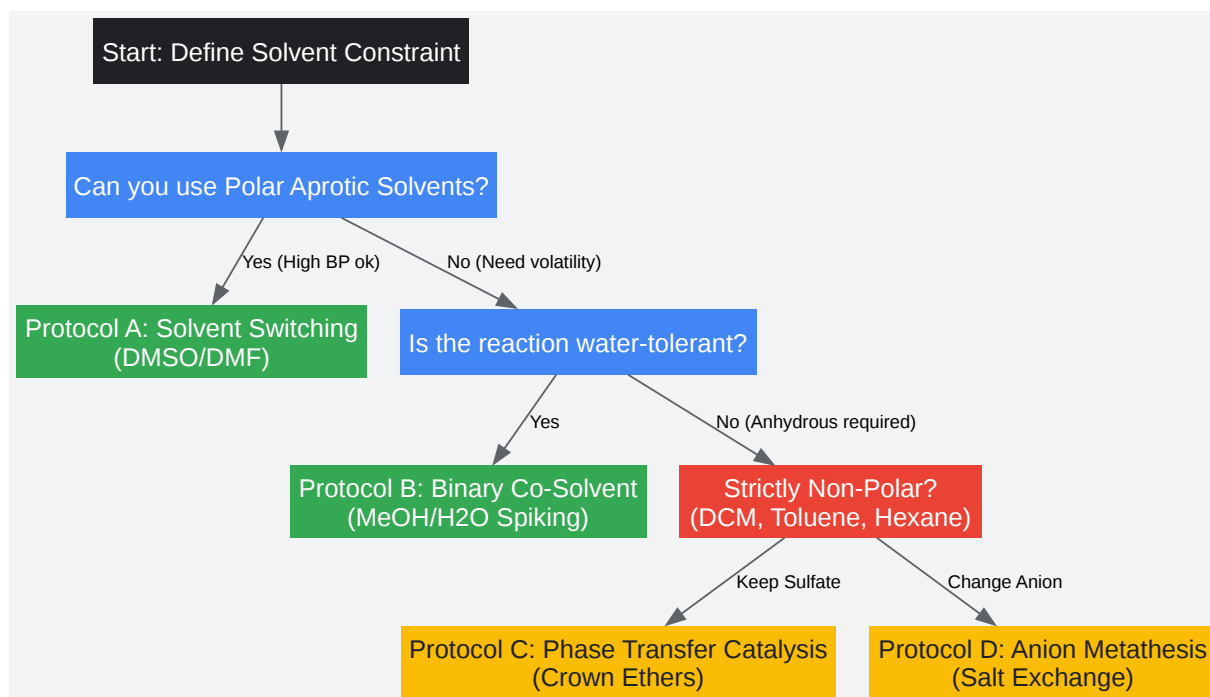 Start: Define Solvent Constraint
Can you use Polar Aprotic Solvents?
Yes (High BP ok)
No (Need volatility)
Protocol A: Solvent Switching
(DMSO/DMF)
Is the reaction water-tolerant?
Yes
No (Anhydrous required)
Protocol B: Binary Co-Solvent
(MeOH/H2O Spiking)
Strictly Non-Polar?
(DCM, Toluene, Hexane)
Keep Sulfate
Change Anion
Protocol C: Phase Transfer Catalysis
(Crown Ethers)
Protocol D: Anion Metathesis
(Salt Exchange)